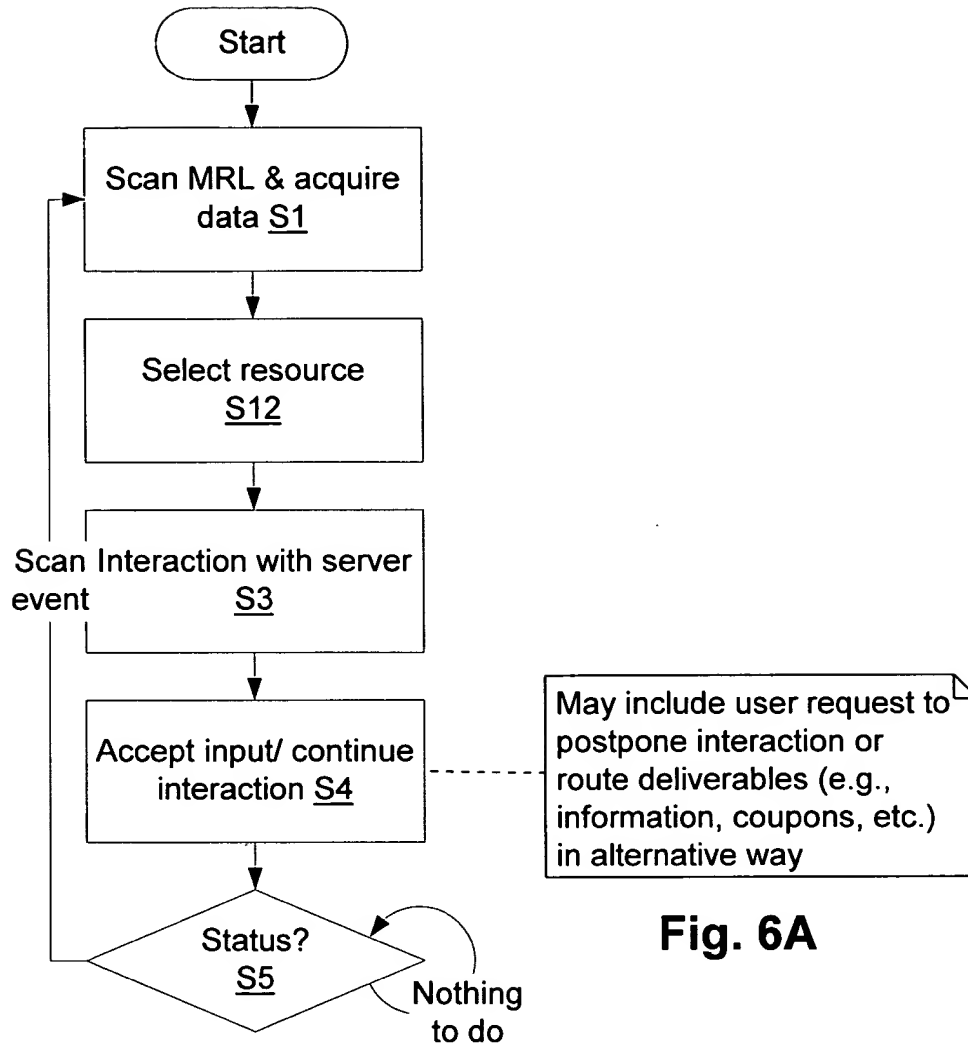 Start
Scan MRL & acquire
data S1
Select resource
S12
Scan
event
Interaction with server
S3
Accept input/ continue
interaction S4
May include user request to
postpone interaction or
route deliverables (e.g.,
information, coupons, etc.)
in alternative way
Status?
S5
Nothing
to do
Fig. 6A